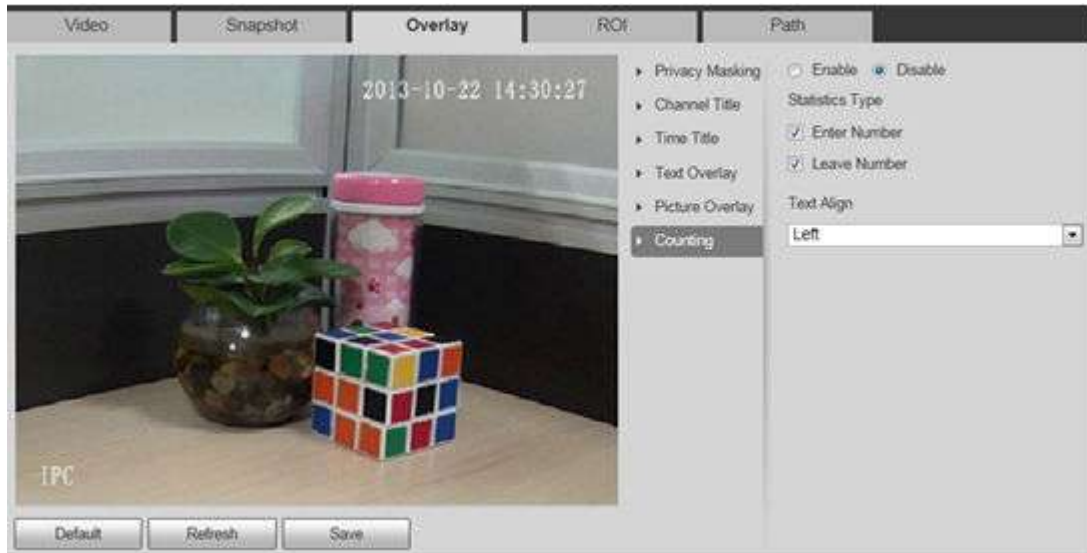 Video
Snapshot
Overlay
ROI
Path
2013-10-22 14:30:27
IPC
Privacy Masking
Channel Title
Time Title
Text Overlay
Picture Overlay
Counting
Enable
Disable
Statistics Type
Enter Number
Leave Number
Text Align
Left
Default
Refresh
Save